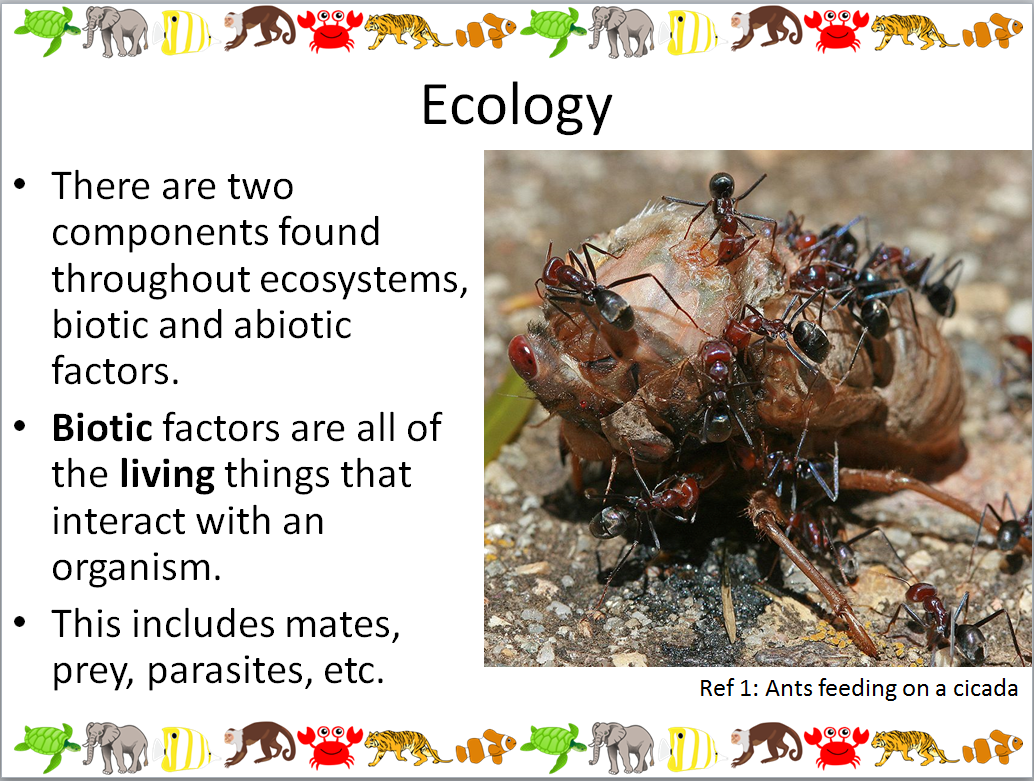 Ecology
• There are two
components found
throughout ecosystems,
biotic and abiotic
factors.
• Biotic factors are all of
the living things that
interact with an
organism.
• This includes mates,
prey, parasites, etc.
Ref 1: Ants feeding on a cicada